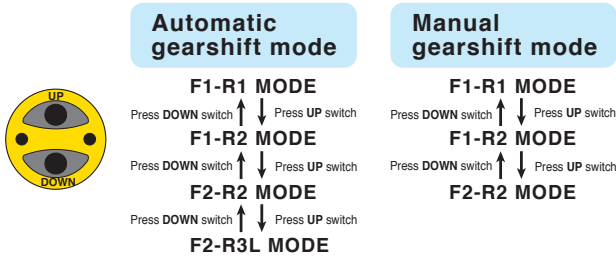 UP
DOWN
Automatic
gearshift mode
F1-R1 MODE
Press DOWN switch Press UP switch
F1-R2 MODE
Press DOWN switch Press UP switch
F2-R2 MODE
Press DOWN switch Press UP switch
F2-R3L MODE
Manual
gearshift mode
F1-R1 MODE
Press DOWN switch Press UP switch
F1-R2 MODE
Press DOWN switch Press UP switch
F2-R2 MODE